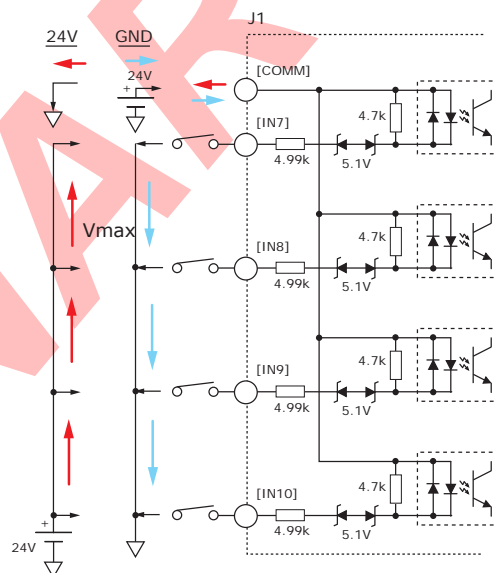 J1
24V GND
24V
+
[COMM]
4.7k
[IN7]
4.99k
5.1V
Vmax
4.7k
[IN8]
4.99k
5.1V
4.7k
[IN9]
4.99k
5.1V
4.7k
[IN10]
4.99k
5.1V
+
24V